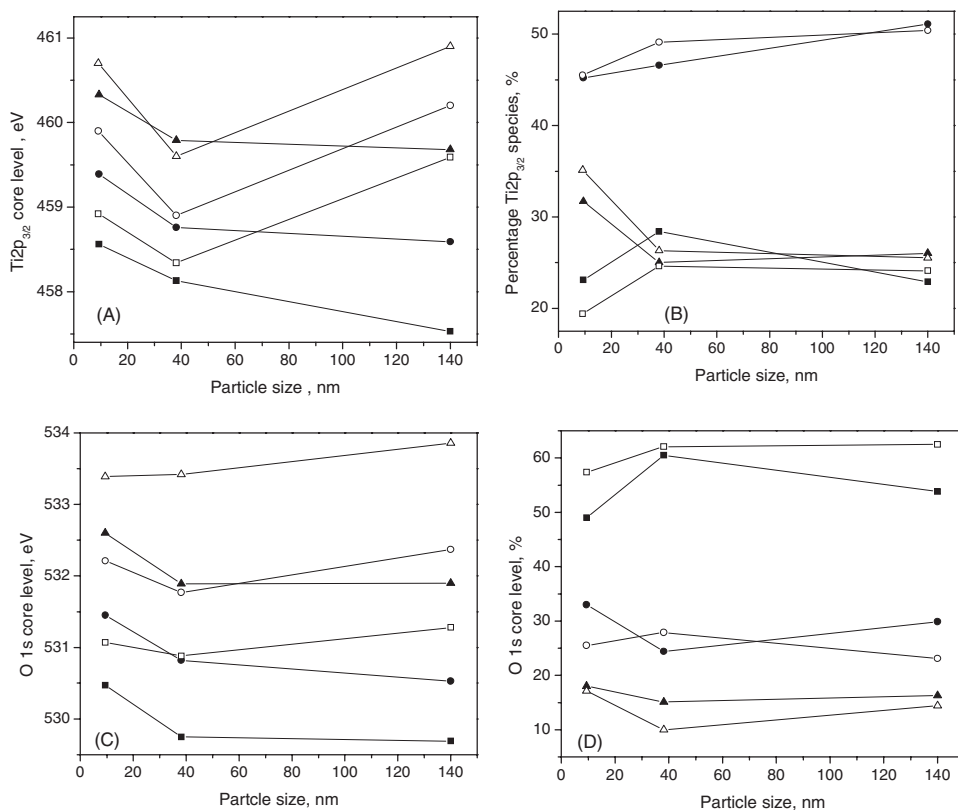 461
460
459
458
Ti2p3/2 core level , eV
(A)
0 20 40 60 80 100 120 140
Particle size , nm
50
40
30
20
Percentage Ti2p3/2 species, %
(B)
0 20 40 60 80 100 120 140
Particle size, nm
534
533
532
531
530
O 1s core level, eV
(C)
0 20 40 60 80 100 120 140
Partcle size, nm
60
50
40
30
20
10
O 1s core level, %
(D)
0 20 40 60 80 100 120 140
Particle size, nm